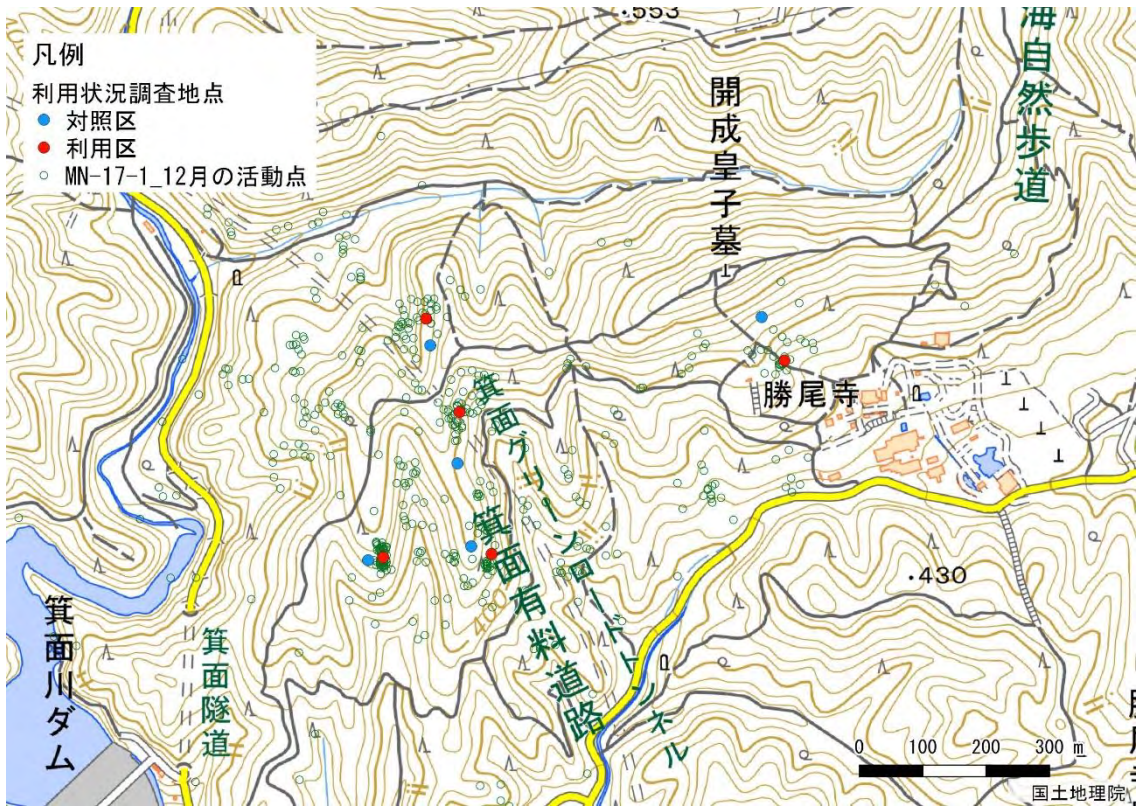 凡例
利用状況調査地点
対照区
利用区
MN-17-1_12月の活動点
・553
海自然歩道
開成皇子墓
勝尾寺
箕面グリーンロードトンネル
箕面有料道路
400
・430
箕面川ダム
箕面隧道
0 100 200 300 m
国土地理院